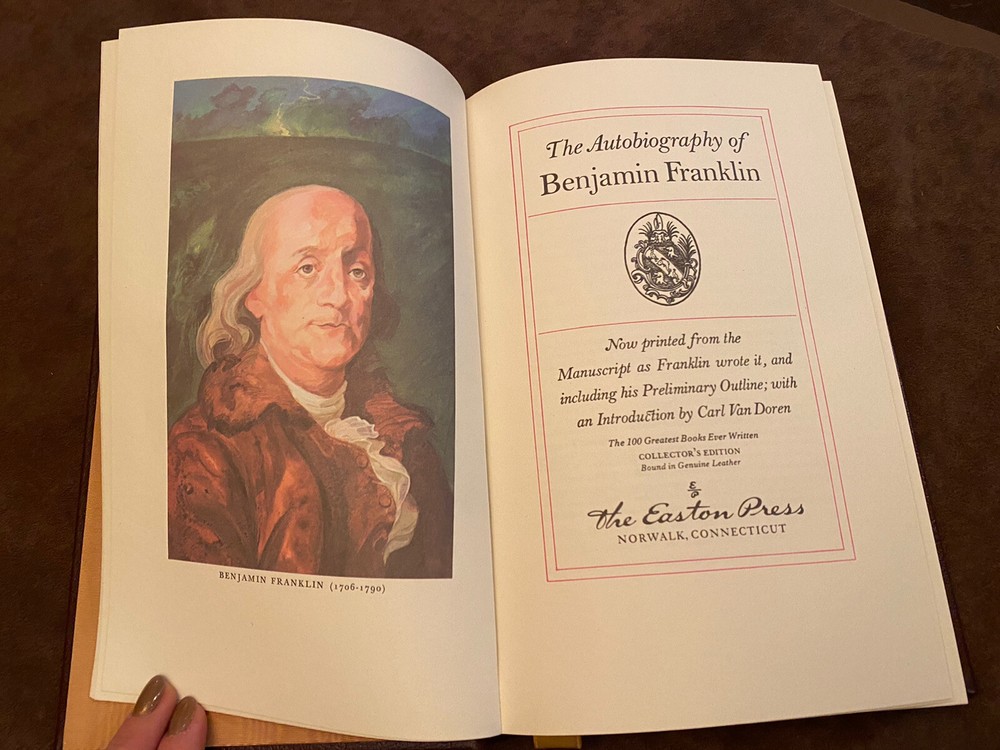 BENJAMIN FRANKLIN (1706-1790)
The Autobiography of
Benjamin Franklin
Now printed from the
Manuscript as Franklin wrote it, and
including his Preliminary Outline; with
an Introduction by Carl Van Doren
The 100 Greatest Books Ever Written
COLLECTOR'S EDITION
Bound in Genuine Leather
E/P
The Easton Press
NORWALK, CONNECTICUT